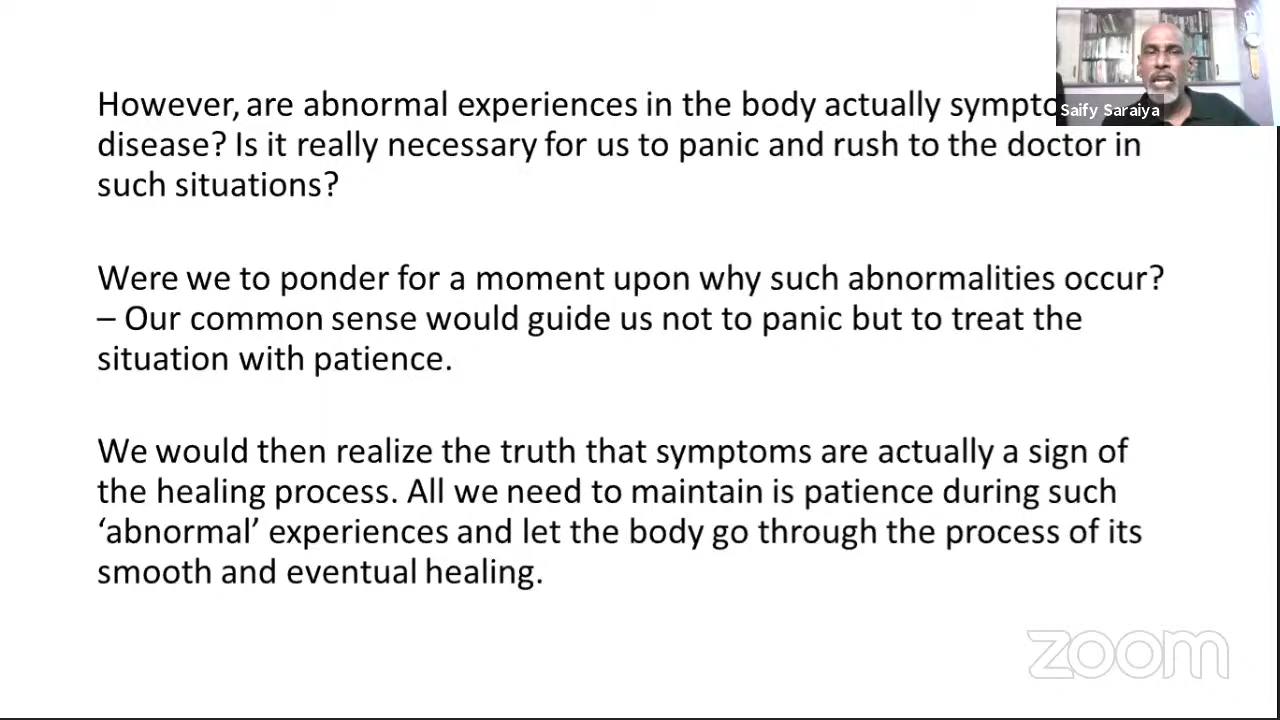 However, are abnormal experiences in the body actually
disease? Is it really necessary for us to panic and rush to the doctor in
such situations?
Were we to ponder for a moment upon why such abnormalities occur?
– Our common sense would guide us not to panic but to treat the
situation with patience.
We would then realize the truth that symptoms are actually a sign of
the healing process. All we need to maintain is patience during such
‘abnormal’ experiences and let the body go through the process of its
smooth and eventual healing.
Saify Saraiya
zoom